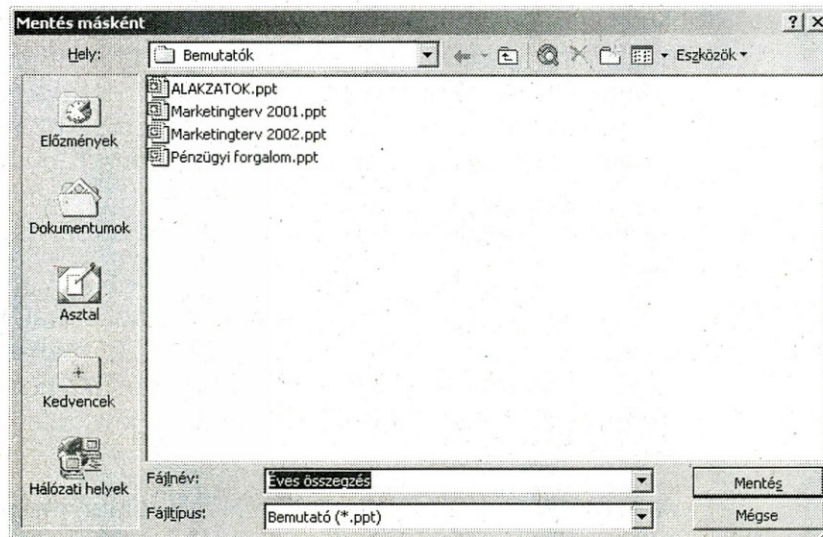 Mentés másként
Hely: Bemutatók Eszközök
ALAKZATOK.ppt
Marketingterv 2001.ppt
Marketingterv 2002.ppt
Pénzügyi forgalom.ppt
Előzmények
Dokumentumok
Asztal
Kedvencek
Hálózati helyek
Fájlnév: Éves összegzés Mentés
Fájltípus: Bemutató (*.ppt) Mégse